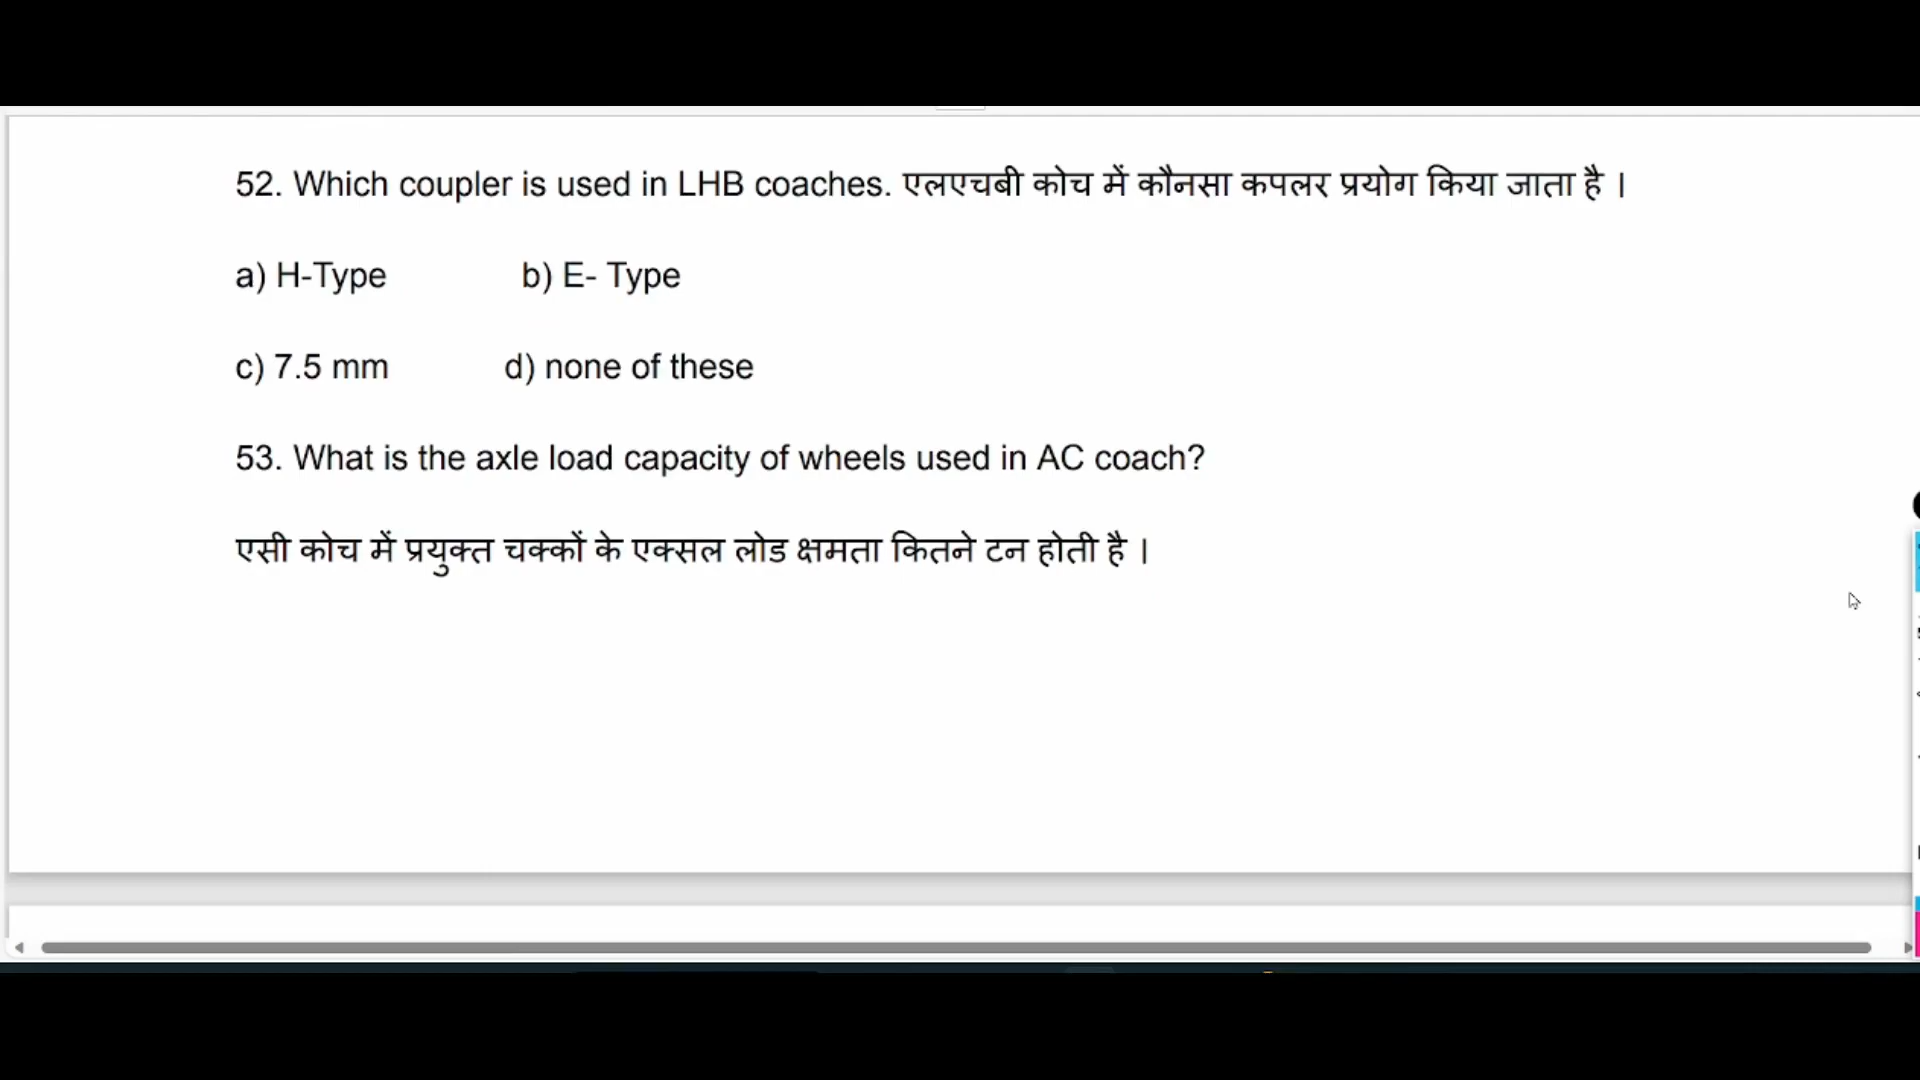 52. Which coupler is used in LHB coaches. एलएचबी कोच में कौनसा कपलर प्रयोग किया जाता है ।
a) H-Type b) E- Type
c) 7.5 mm d) none of these
53. What is the axle load capacity of wheels used in AC coach?
एसी कोच में प्रयुक्त चक्कों के एक्सल लोड क्षमता कितने टन होती है ।